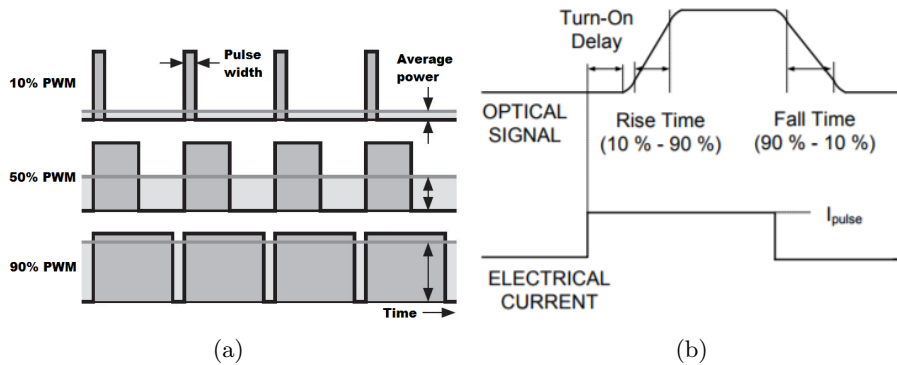 10% PWM
Pulse
width
Average
power
50% PWM
90% PWM
Time
(a)
Turn-On
Delay
OPTICAL
SIGNAL
Rise Time
(10 % - 90 %)
Fall Time
(90 % - 10 %)
Ipulse
ELECTRICAL
CURRENT
(b)